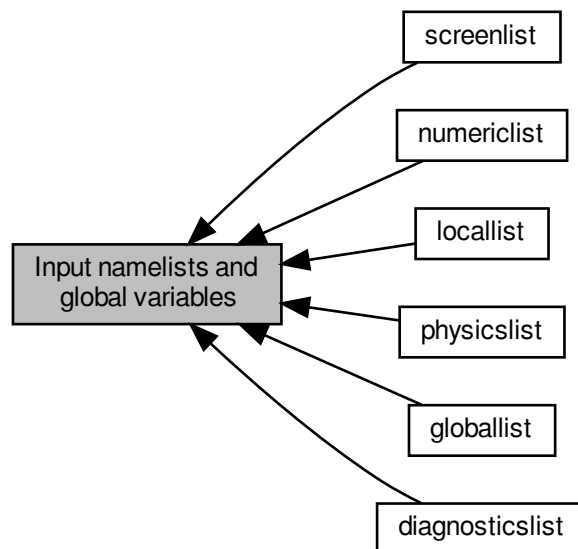 screenlist
numericlist
locallist
Input namelists and
global variables
physicslist
globallist
diagnosticslist